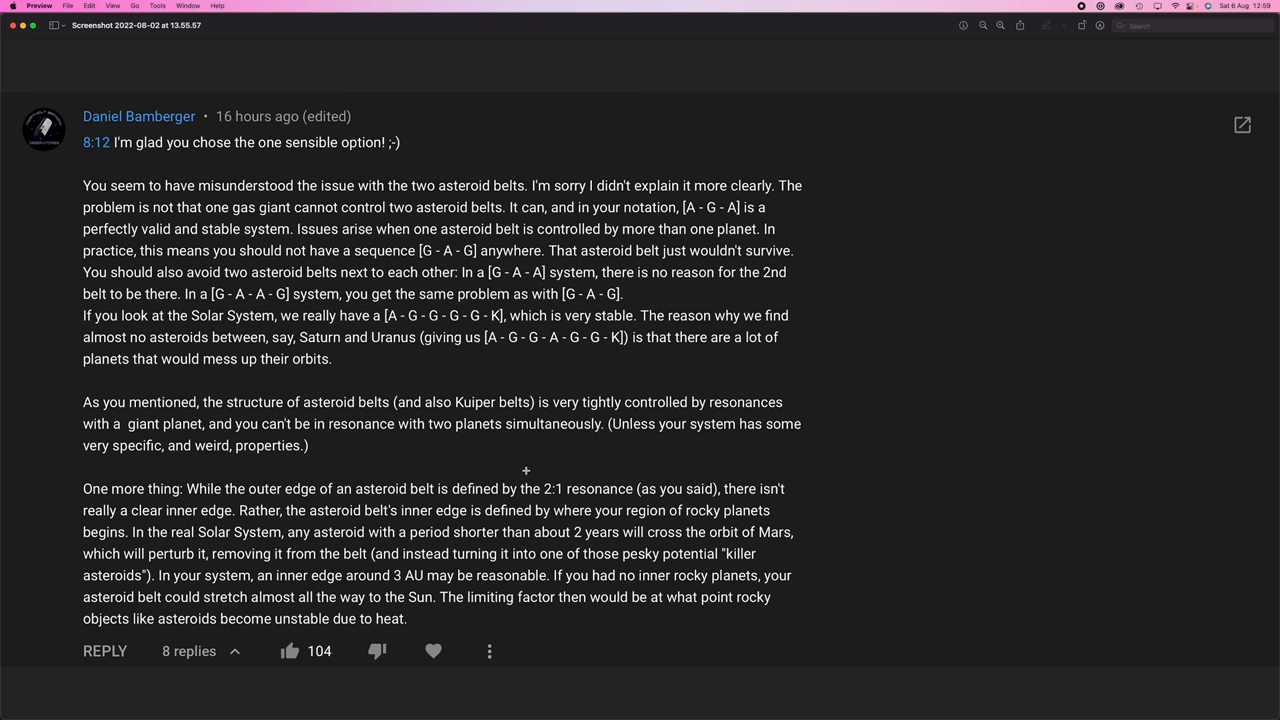 Preview File Edit View Go Tools Window Help Sat 6 Aug 12:59
Screenshot 2022-08-02 at 13.55.57 Search
Daniel Bamberger • 16 hours ago (edited)
8:12 I'm glad you chose the one sensible option! ;-)
You seem to have misunderstood the issue with the two asteroid belts. I'm sorry I didn't explain it more clearly. The
problem is not that one gas giant cannot control two asteroid belts. It can, and in your notation, [A - G - A] is a
perfectly valid and stable system. Issues arise when one asteroid belt is controlled by more than one planet. In
practice, this means you should not have a sequence [G - A - G] anywhere. That asteroid belt just wouldn't survive.
You should also avoid two asteroid belts next to each other: In a [G - A - A] system, there is no reason for the 2nd
belt to be there. In a [G - A - A - G] system, you get the same problem as with [G - A - G].
If you look at the Solar System, we really have a [A - G - G - G - G - K], which is very stable. The reason why we find
almost no asteroids between, say, Saturn and Uranus (giving us [A - G - G - A - G - G - K]) is that there are a lot of
planets that would mess up their orbits.
As you mentioned, the structure of asteroid belts (and also Kuiper belts) is very tightly controlled by resonances
with a  giant planet, and you can't be in resonance with two planets simultaneously. (Unless your system has some
very specific, and weird, properties.)
One more thing: While the outer edge of an asteroid belt is defined by the 2:1 resonance (as you said), there isn't
really a clear inner edge. Rather, the asteroid belt's inner edge is defined by where your region of rocky planets
begins. In the real Solar System, any asteroid with a period shorter than about 2 years will cross the orbit of Mars,
which will perturb it, removing it from the belt (and instead turning it into one of those pesky potential "killer
asteroids"). In your system, an inner edge around 3 AU may be reasonable. If you had no inner rocky planets, your
asteroid belt could stretch almost all the way to the Sun. The limiting factor then would be at what point rocky
objects like asteroids become unstable due to heat.
REPLY 8 replies 104